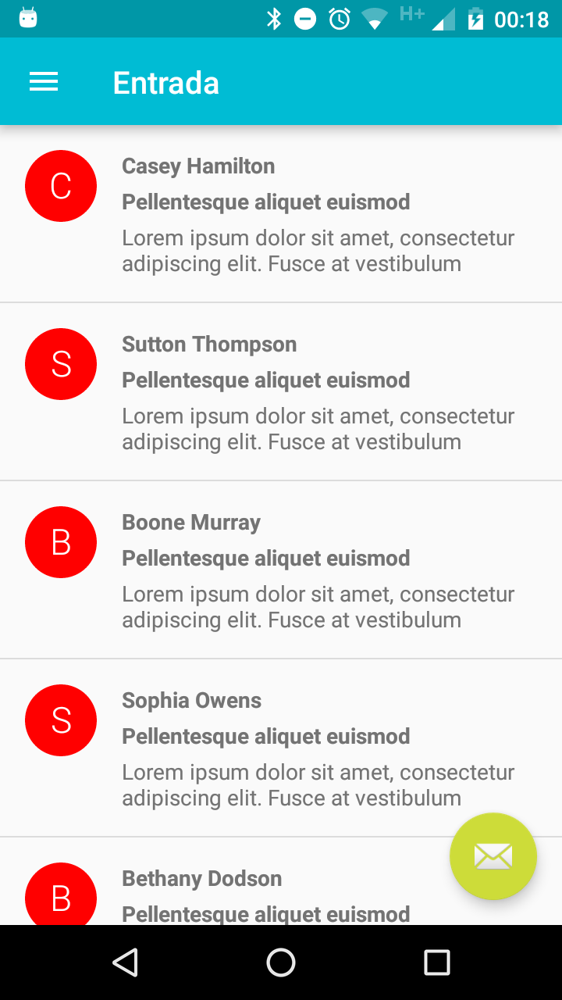 H+ 00:18
Entrada
C
Casey Hamilton
Pellentesque aliquet euismod
Lorem ipsum dolor sit amet, consectetur
adipiscing elit. Fusce at vestibulum
S
Sutton Thompson
Pellentesque aliquet euismod
Lorem ipsum dolor sit amet, consectetur
adipiscing elit. Fusce at vestibulum
B
Boone Murray
Pellentesque aliquet euismod
Lorem ipsum dolor sit amet, consectetur
adipiscing elit. Fusce at vestibulum
S
Sophia Owens
Pellentesque aliquet euismod
Lorem ipsum dolor sit amet, consectetur
adipiscing elit. Fusce at vestibulum
B
Bethany Dodson
Pellentesque aliquet euismod